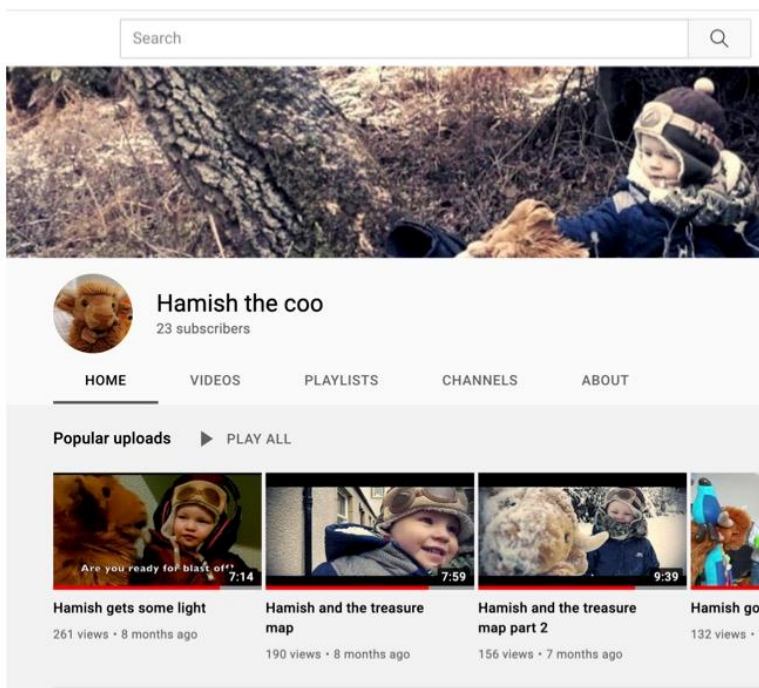 Search
Hamish the coo
23 subscribers
HOME VIDEOS PLAYLISTS CHANNELS ABOUT
Popular uploads PLAY ALL
Are you ready for blast off?
7:14
7:59
9:39
Hamish gets some light
261 views • 8 months ago
Hamish and the treasure
map
190 views • 8 months ago
Hamish and the treasure
map part 2
156 views • 7 months ago
Hamish go
132 views •